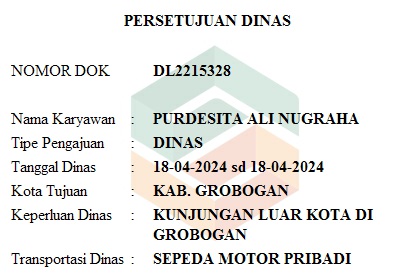 PERSETUJUAN DINAS
NOMOR DOK DL2215328
Nama Karyawan : PURDESITA ALI NUGRAHA
Tipe Pengajuan : DINAS
Tanggal Dinas : 18-04-2024 sd 18-04-2024
Kota Tujuan : KAB. GROBOGAN
Keperluan Dinas : KUNJUNGAN LUAR KOTA DI
GROBOGAN
Transportasi Dinas : SEPEDA MOTOR PRIBADI